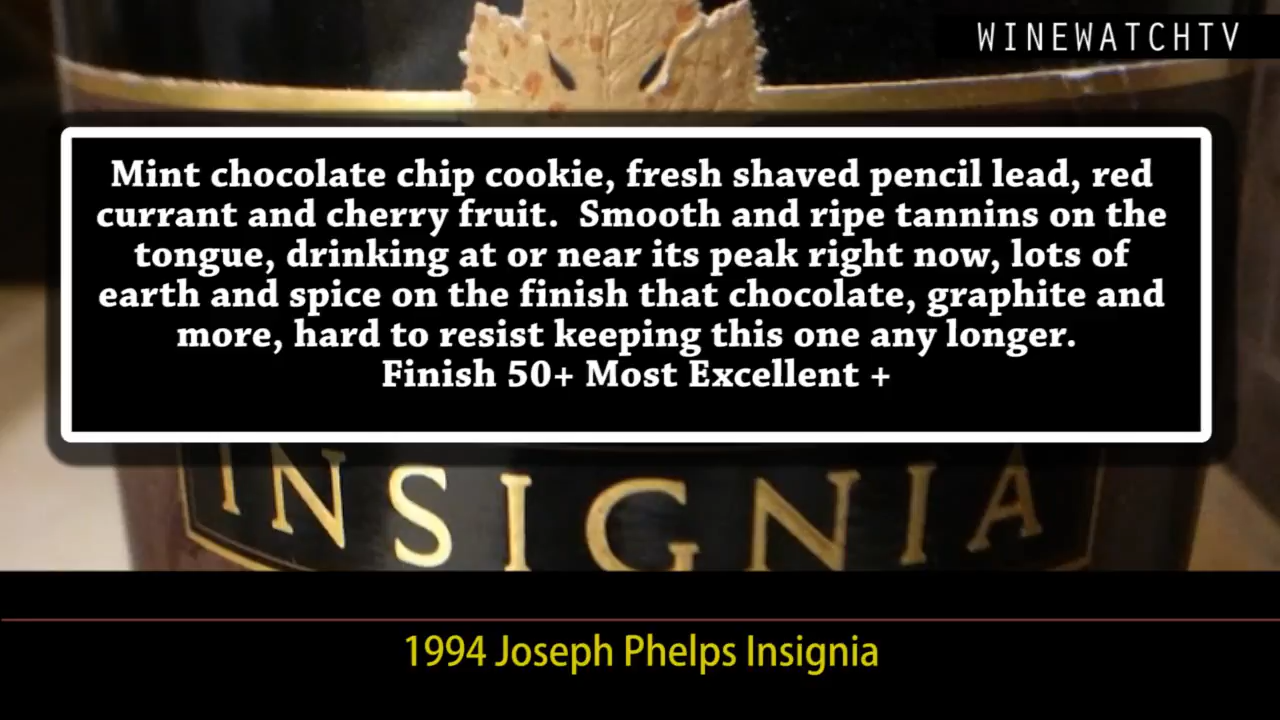 WINEWATCHTV
Mint chocolate chip cookie, fresh shaved pencil lead, red
currant and cherry fruit.  Smooth and ripe tannins on the
tongue, drinking at or near its peak right now, lots of
earth and spice on the finish that chocolate, graphite and
more, hard to resist keeping this one any longer.
Finish 50+ Most Excellent +
INSIGNIA
1994 Joseph Phelps Insignia